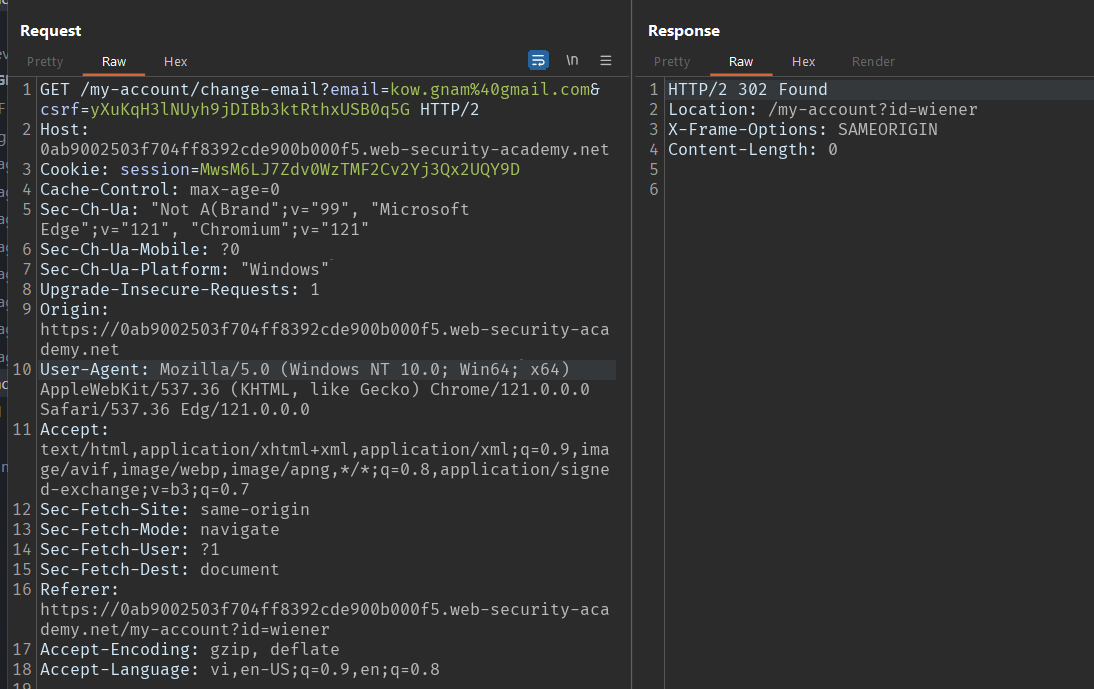 Request
Pretty Raw Hex \n
1 GET /my-account/change-email?email=kow.gnam%40gmail.com&
csrf=yXuKqH3lNUyh9jDIBb3ktRthxUSB0q5G HTTP/2
2 Host:
0ab9002503f704ff8392cde900b000f5.web-security-academy.net
3 Cookie: session=MwsM6LJ7Zdv0WzTMF2Cv2Yj3Qx2UQY9D
4 Cache-Control: max-age=0
5 Sec-Ch-Ua: "Not A(Brand";v="99", "Microsoft
Edge";v="121", "Chromium";v="121"
6 Sec-Ch-Ua-Mobile: ?0
7 Sec-Ch-Ua-Platform: "Windows"
8 Upgrade-Insecure-Requests: 1
9 Origin:
https://0ab9002503f704ff8392cde900b000f5.web-security-aca
demy.net
10 User-Agent: Mozilla/5.0 (Windows NT 10.0; Win64; x64)
AppleWebKit/537.36 (KHTML, like Gecko) Chrome/121.0.0.0
Safari/537.36 Edg/121.0.0.0
11 Accept:
text/html,application/xhtml+xml,application/xml;q=0.9,ima
ge/avif,image/webp,image/apng,*/*;q=0.8,application/signe
d-exchange;v=b3;q=0.7
12 Sec-Fetch-Site: same-origin
13 Sec-Fetch-Mode: navigate
14 Sec-Fetch-User: ?1
15 Sec-Fetch-Dest: document
16 Referer:
https://0ab9002503f704ff8392cde900b000f5.web-security-aca
demy.net/my-account?id=wiener
17 Accept-Encoding: gzip, deflate
18 Accept-Language: vi,en-US;q=0.9,en;q=0.8
Response
Pretty Raw Hex Render
1 HTTP/2 302 Found
2 Location: /my-account?id=wiener
3 X-Frame-Options: SAMEORIGIN
4 Content-Length: 0
5
6